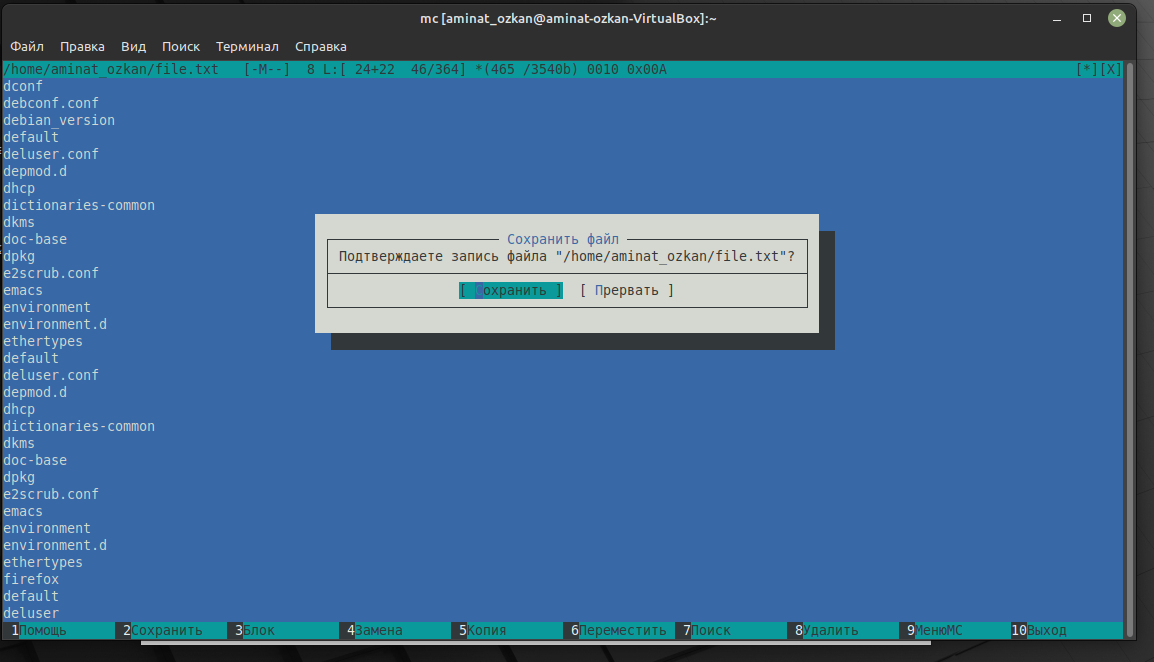 mc [aminat_ozkan@aminat-ozkan-VirtualBox]:~
Файл Правка Вид Поиск Терминал Справка
/home/aminat_ozkan/file.txt [-M--] 8 L:[ 24+22 46/364] *(465 /3540b) 0010 0x00A [*][X]
dconf
debconf.conf
debian_version
default
deluser.conf
depmod.d
dhcp
dictionaries-common
dkms
doc-base
dpkg
e2scrub.conf
emacs
environment
environment.d
ethertypes
default
deluser.conf
depmod.d
dhcp
dictionaries-common
dkms
doc-base
dpkg
e2scrub.conf
emacs
environment
environment.d
ethertypes
firefox
default
deluser
Сохранить файл
Подтверждаете запись файла "/home/aminat_ozkan/file.txt"?
[ Сохранить ] [ Прервать ]
1Помощь 2Сохранить 3Блок 4Замена 5Копия 6Переместить 7Поиск 8Удалить 9МенюMC 10Выход